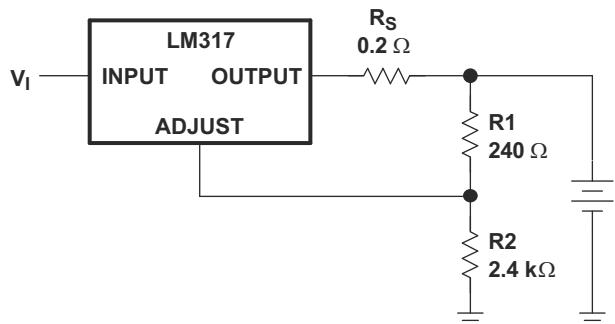 LM317
INPUT OUTPUT
ADJUST
V_I
R_S
0.2 Ω
R1
240 Ω
R2
2.4 kΩ